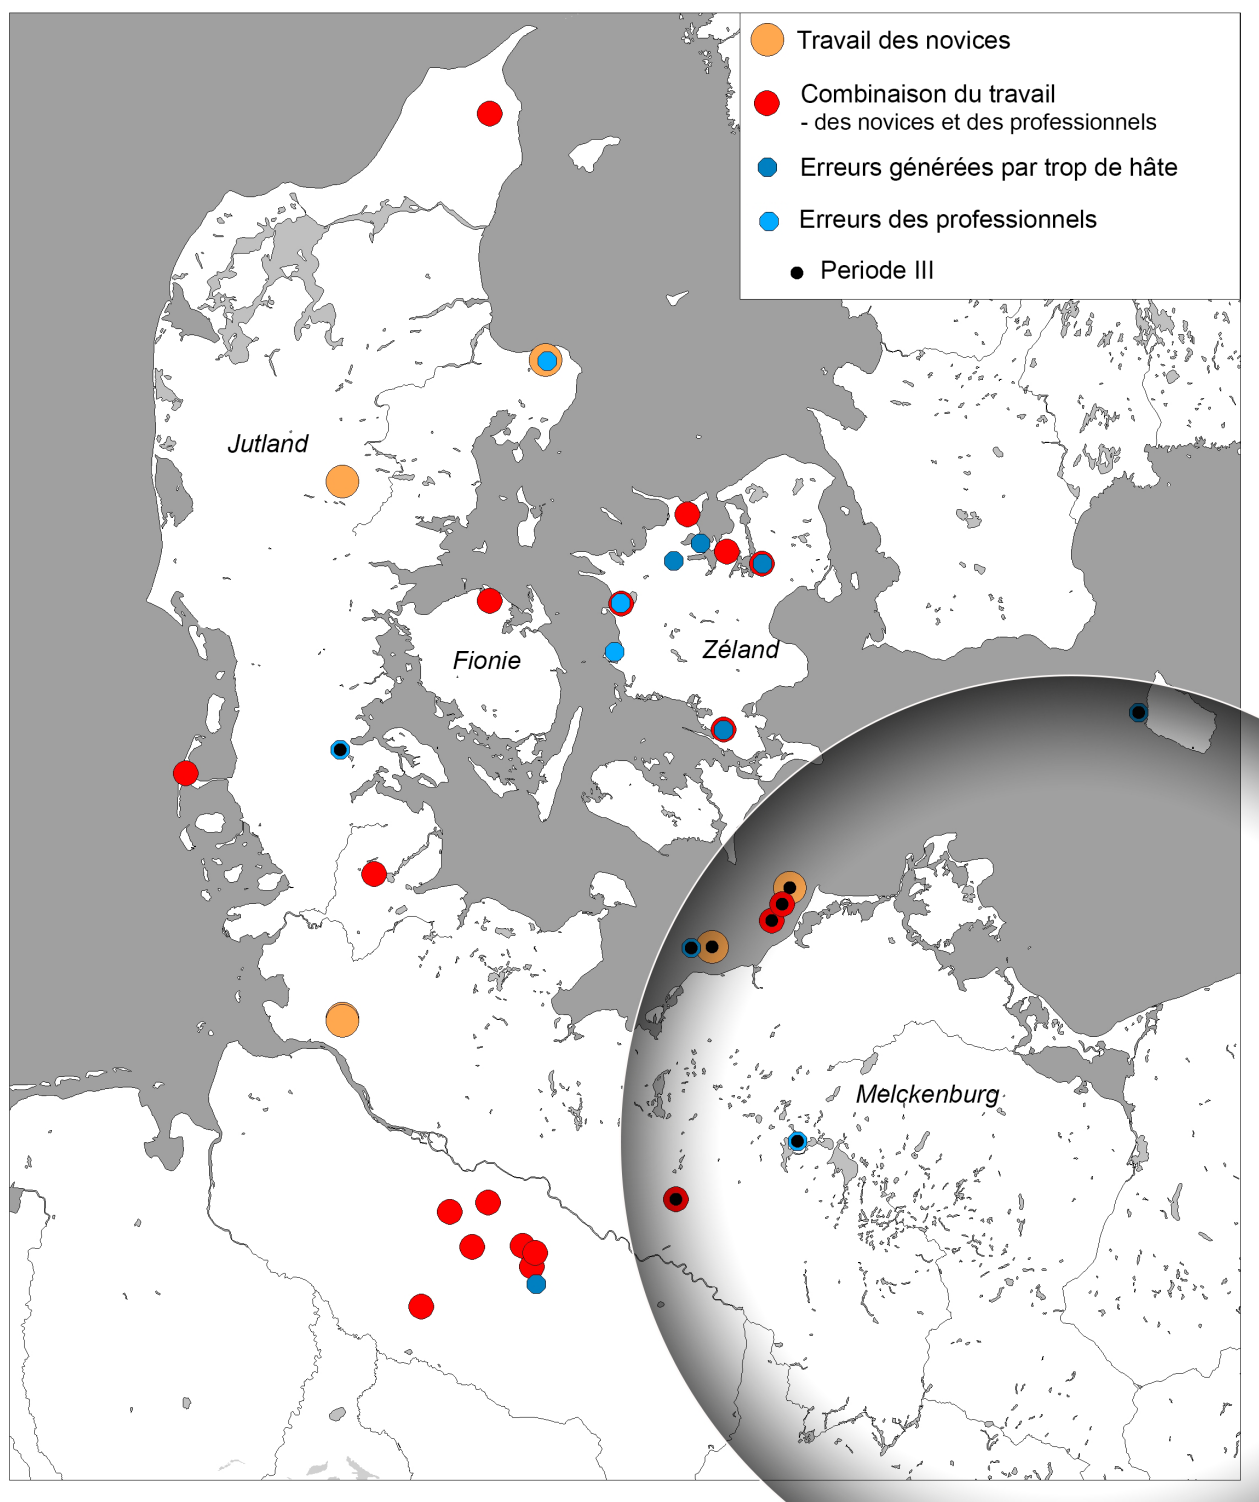 Travail des novices
Combinaison du travail
- des novices et des professionnels
Erreurs générées par trop de hâte
Erreurs des professionnels
Periode III
Jutland
Fionie
Zéland
Melckenburg